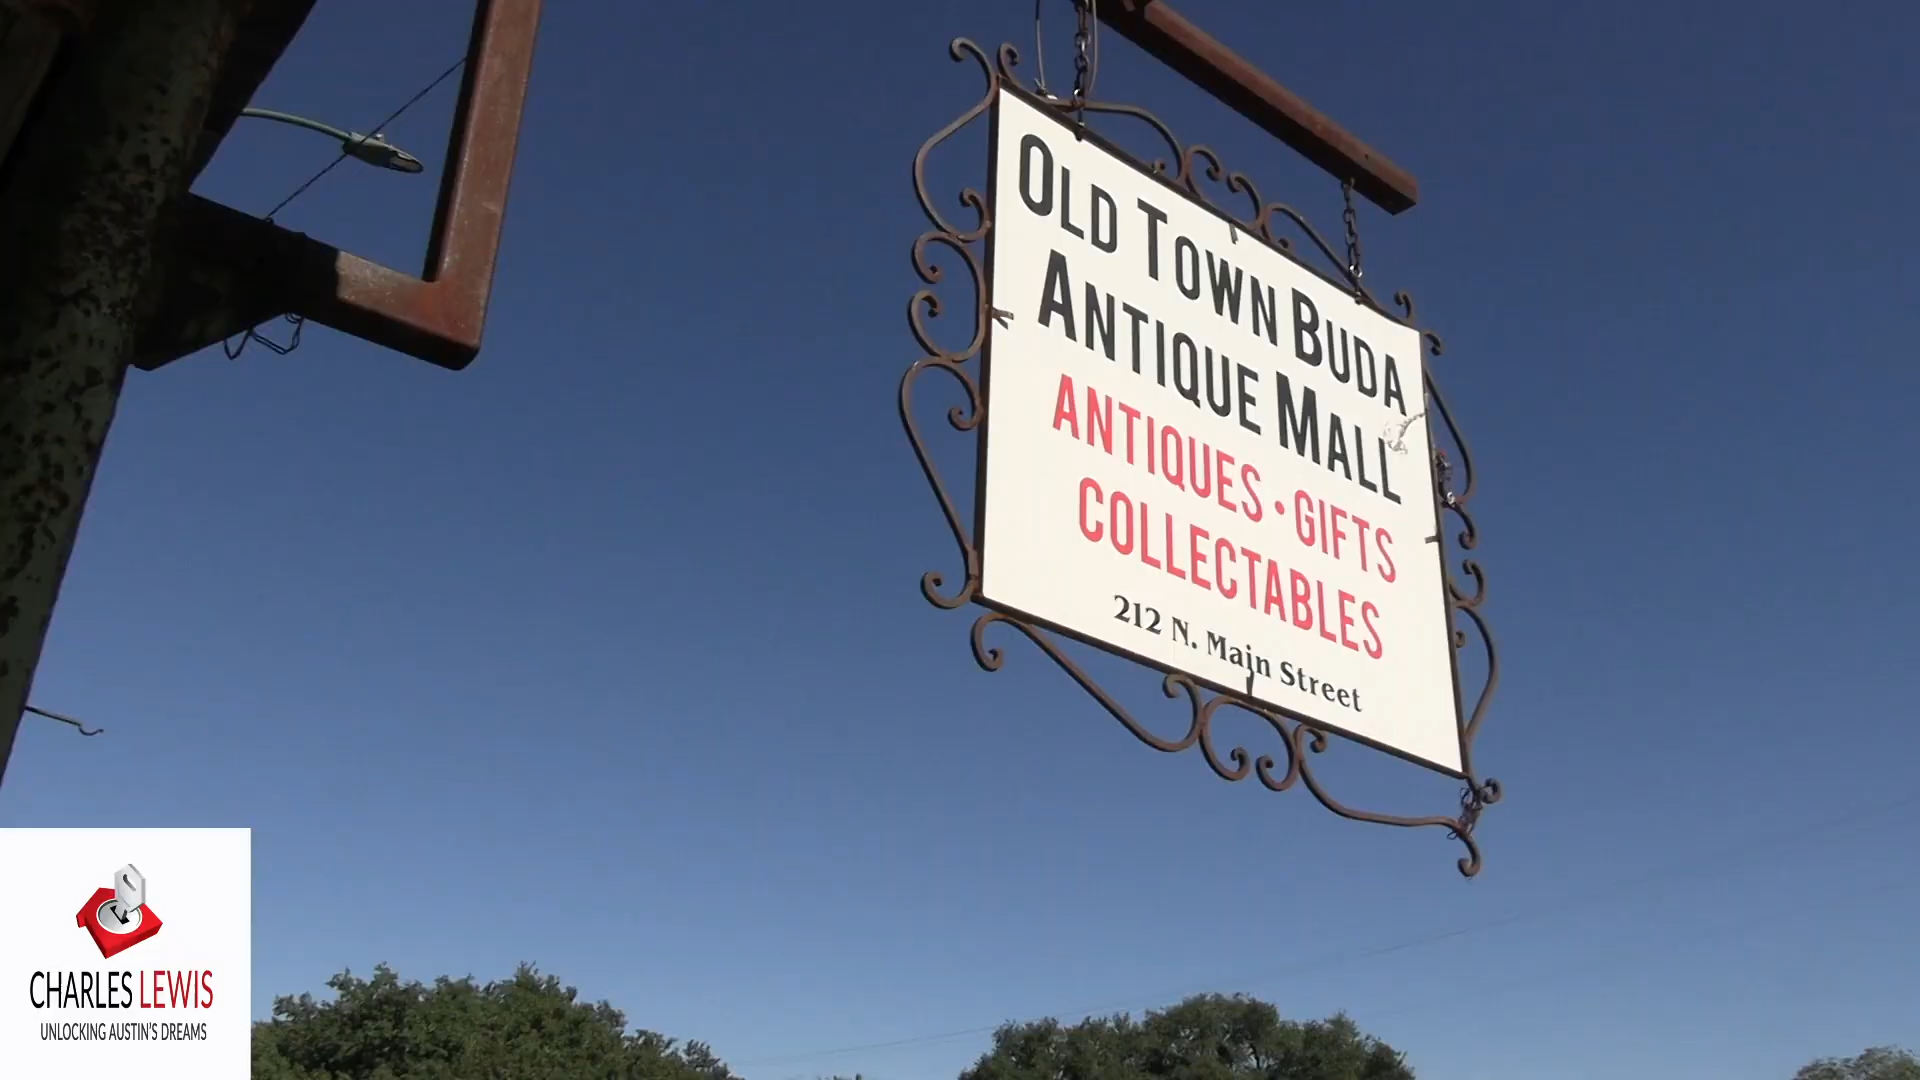 OLD TOWN BUDA
ANTIQUE MALL
ANTIQUES • GIFTS
COLLECTABLES
212 N. Main Street
CHARLES LEWIS
UNLOCKING AUSTIN'S DREAMS